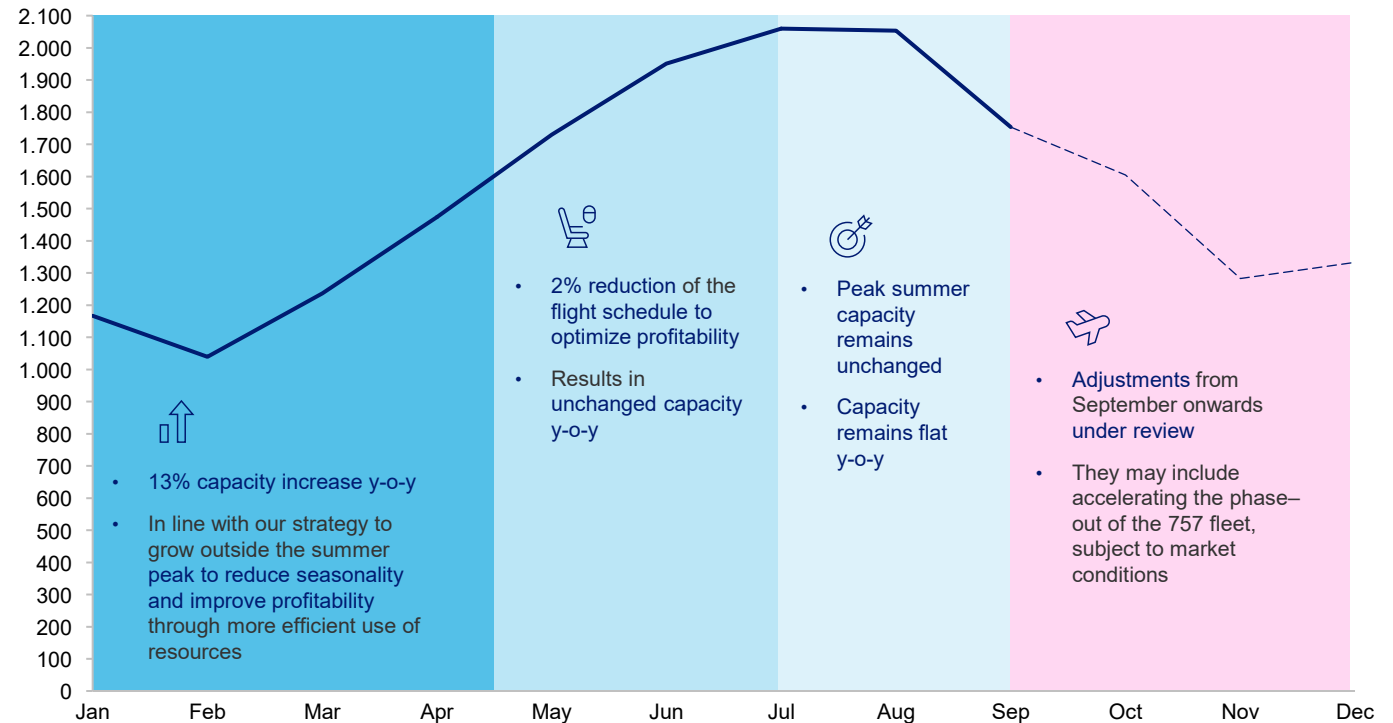 2.100
2.000
1.900
1.800
1.700
1.600
1.500
1.400
1.300
1.200
1.100
1.000
900
800
700
600
500
400
300
200
100
0
• 13% capacity increase y-o-y
• In line with our strategy to
grow outside the summer
peak to reduce seasonality
and improve profitability
through more efficient use of
resources
• 2% reduction of the
flight schedule to
optimize profitability
• Results in
unchanged capacity
y-o-y
• Peak summer
capacity
remains
unchanged
• Capacity
remains flat
y-o-y
• Adjustments from
September onwards
under review
• They may include
accelerating the phase–
out of the 757 fleet,
subject to market
conditions
Jan Feb Mar Apr May Jun Jul Aug Sep Oct Nov Dec